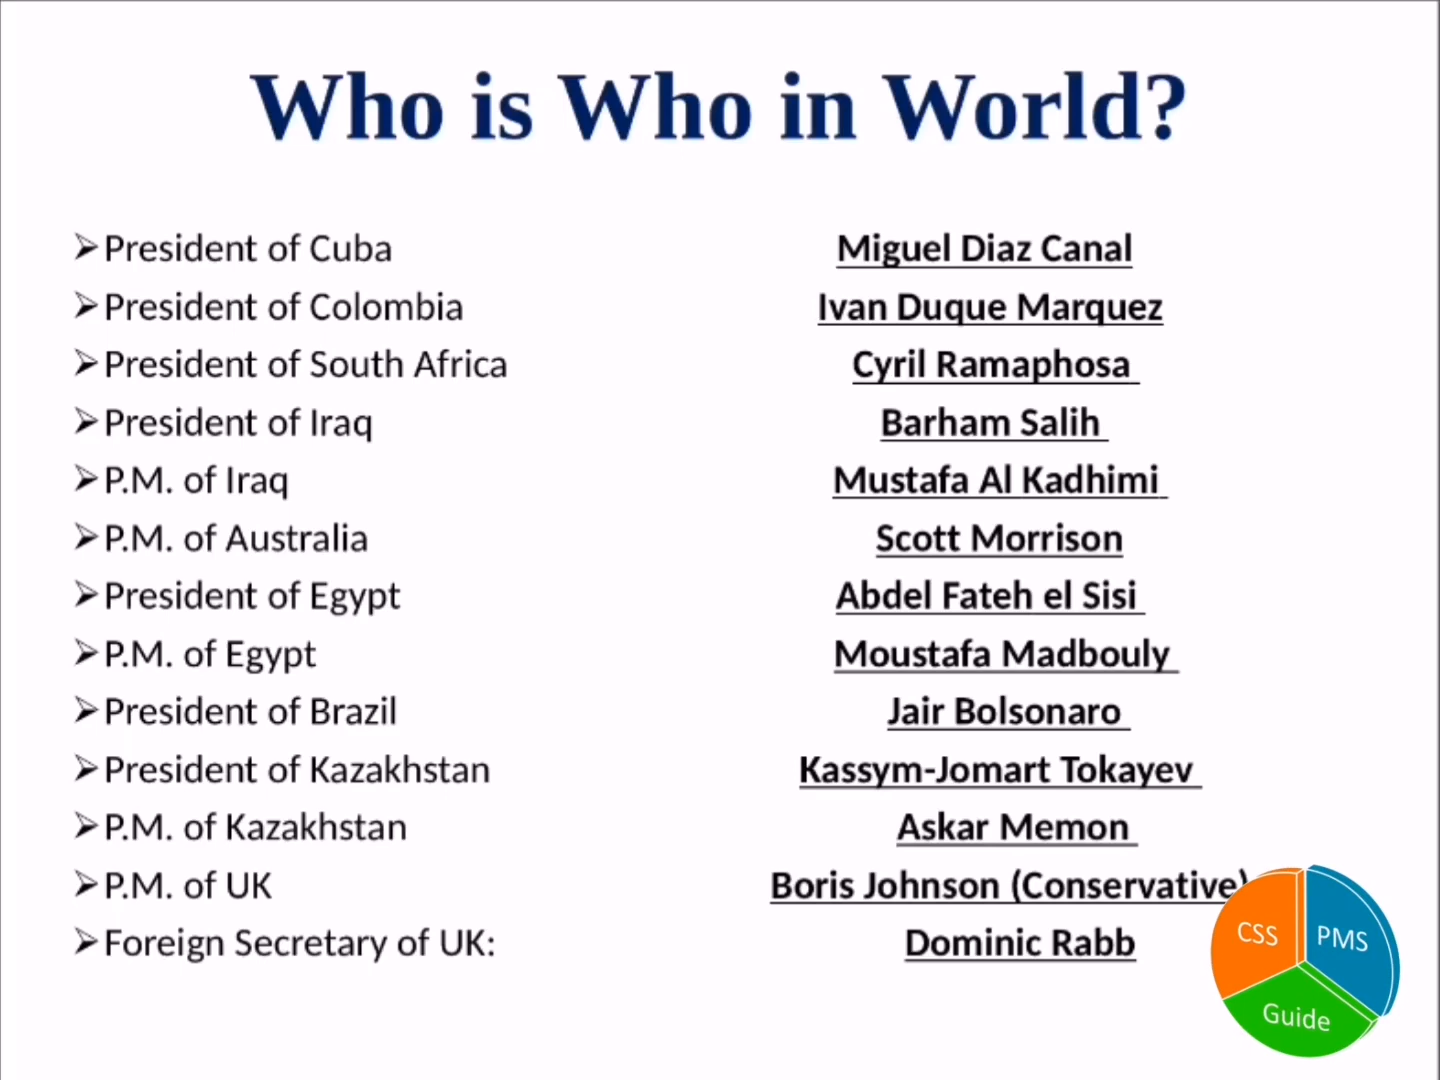 Who is Who in World?
➢President of Cuba Miguel Diaz Canal
➢President of Colombia Ivan Duque Marquez
➢President of South Africa Cyril Ramaphosa
➢President of Iraq Barham Salih
➢P.M. of Iraq Mustafa Al Kadhimi
➢P.M. of Australia Scott Morrison
➢President of Egypt Abdel Fateh el Sisi
➢P.M. of Egypt Moustafa Madbouly
➢President of Brazil Jair Bolsonaro
➢President of Kazakhstan Kassym-Jomart Tokayev
➢P.M. of Kazakhstan Askar Memon
➢P.M. of UK Boris Johnson (Conservative)
➢Foreign Secretary of UK: Dominic Rabb
CSS PMS
Guide